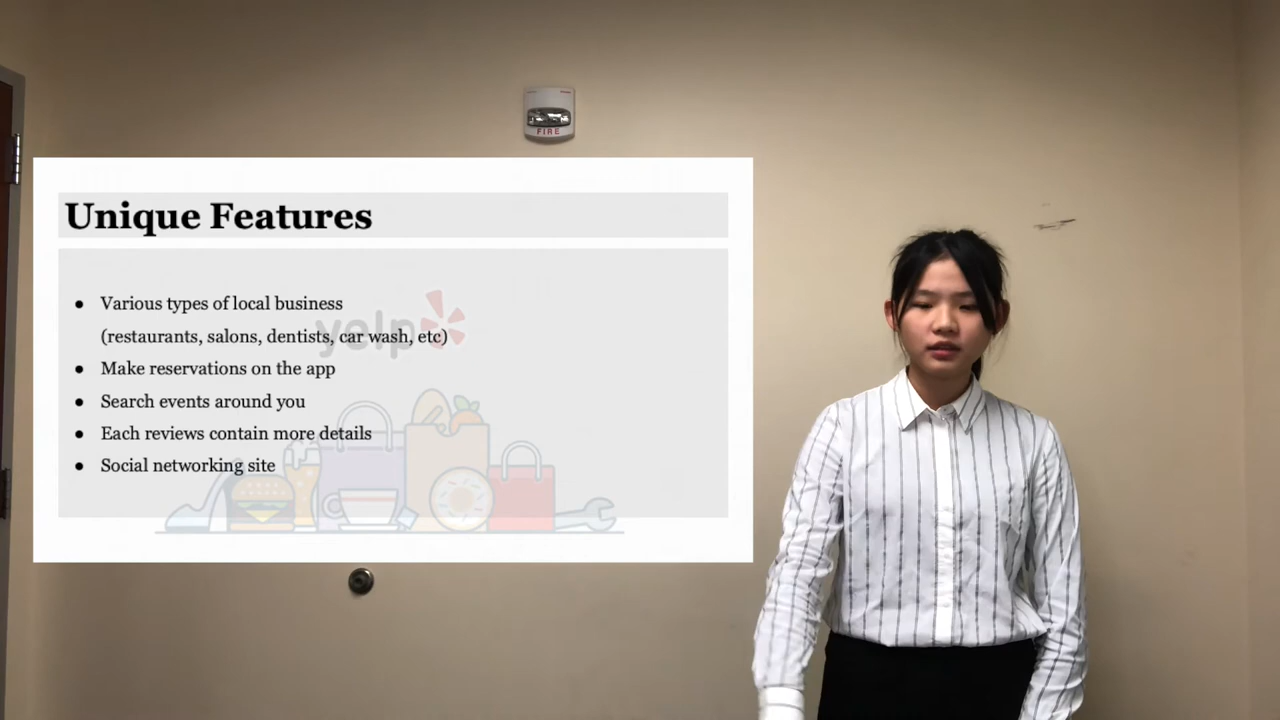 FIRE
Unique Features
● Various types of local business
(restaurants, salons, dentists, car wash, etc)
yelp
● Make reservations on the app
● Search events around you
● Each reviews contain more details
● Social networking site